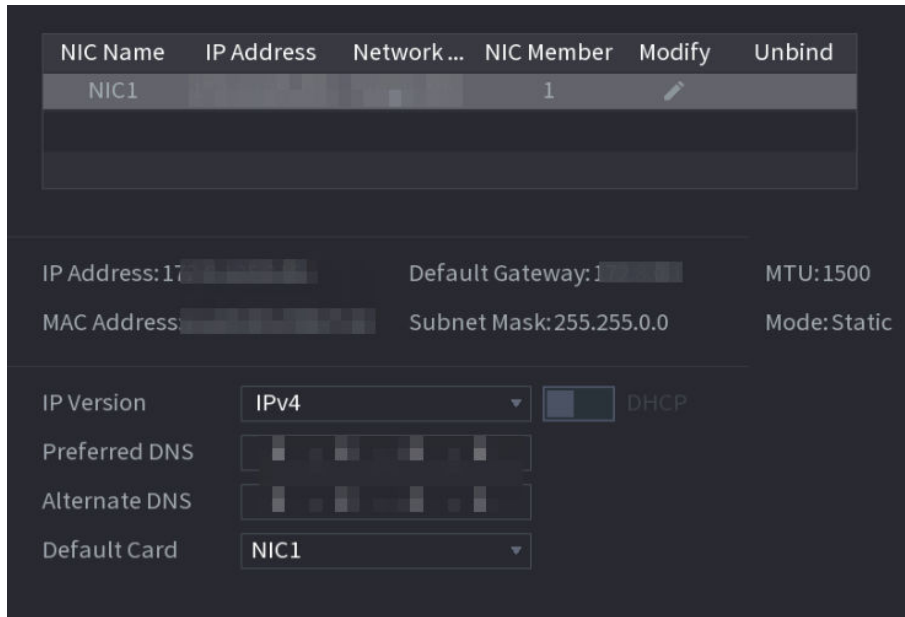 NIC Name IP Address Network ... NIC Member Modify Unbind
NIC1 1
IP Address:17 Default Gateway:172 MTU:1500
MAC Address: Subnet Mask:255.255.0.0 Mode:Static
IP Version IPv4 DHCP
Preferred DNS
Alternate DNS
Default Card NIC1